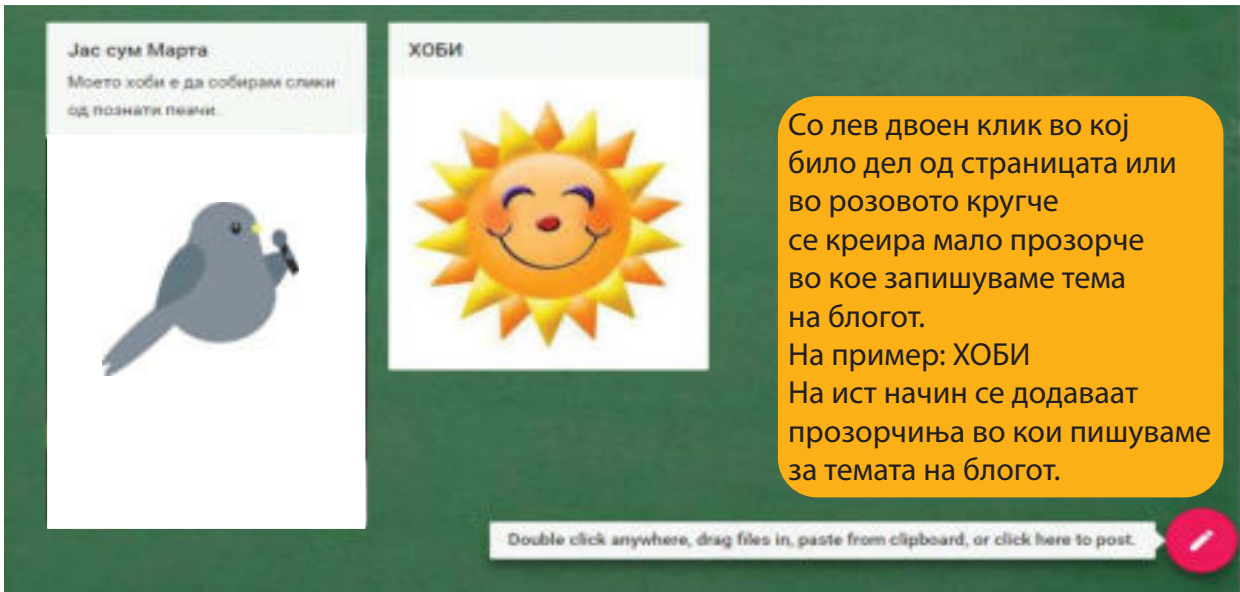 Јас сум Марта
Моето хоби е да собирам слики
од познати пеачи.
ХОБИ
Со лев двоен клик во кој
било дел од страницата или
во розовото кругче
се креира мало прозорче
во кое запишуваме тема
на блогот.
На пример: ХОБИ
На ист начин се додаваат
прозорчиња во кои пишуваме
за темата на блогот.
Double click anywhere, drag files in, paste from clipboard, or click here to post.